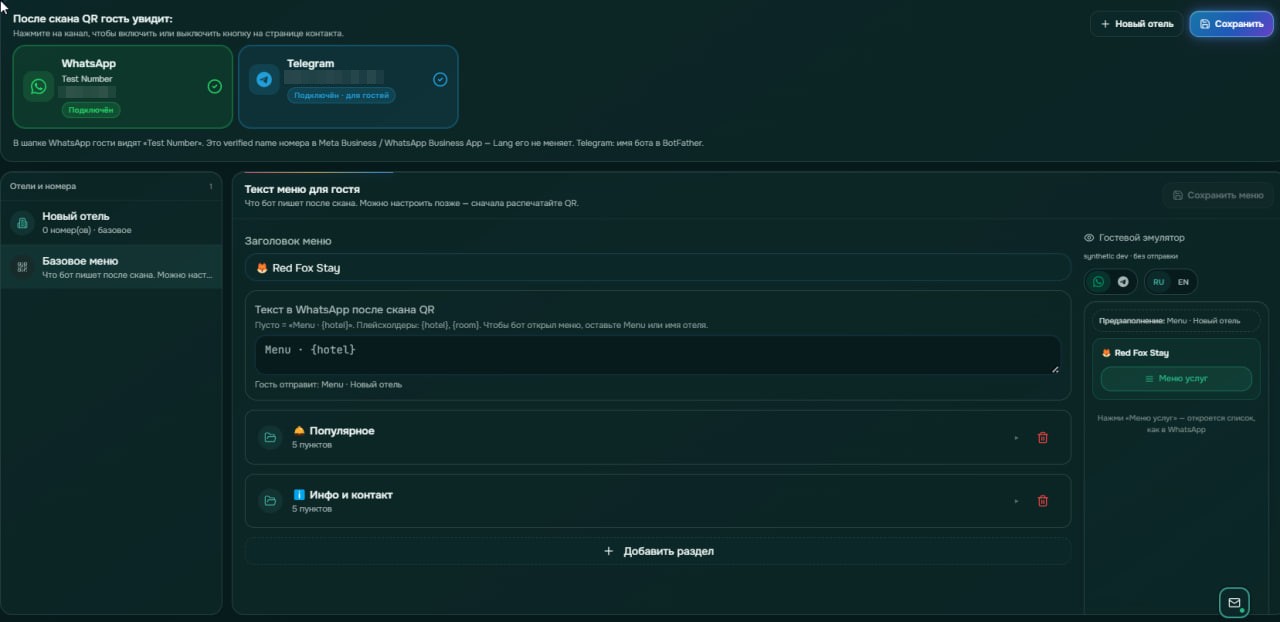 После скана QR гость увидит:
Нажмите на канал, чтобы включить или выключить кнопку на странице контакта.
+ Новый отель
Сохранить
WhatsApp
Test Number
Подключён
Telegram
Подключён · для гостей
В шапке WhatsApp гости видят «Test Number». Это verified name номера в Meta Business / WhatsApp Business App — Lang его не меняет. Telegram: имя бота в BotFather.
Отели и номера
1
Новый отель
0 номер(ов) · базовое
Базовое меню
Что бот пишет после скана. Можно наст...
Текст меню для гостя
Что бот пишет после скана. Можно настроить позже — сначала распечатайте QR.
Сохранить меню
Заголовок меню
🦊 Red Fox Stay
Текст в WhatsApp после скана QR
Пусто = «Menu · {hotel}». Плейсхолдеры: {hotel}, {room}. Чтобы бот открыл меню, оставьте Menu или имя отеля.
Menu · {hotel}
Гость отправит: Menu · Новый отель
🛎️ Популярное
5 пунктов
ℹ️ Инфо и контакт
5 пунктов
+ Добавить раздел
Гостевой эмулятор
synthetic dev · без отправки
RU
EN
Предзаполнение: Menu · Новый отель
🦊 Red Fox Stay
Меню услуг
Нажми «Меню услуг» — откроется список,
как в WhatsApp